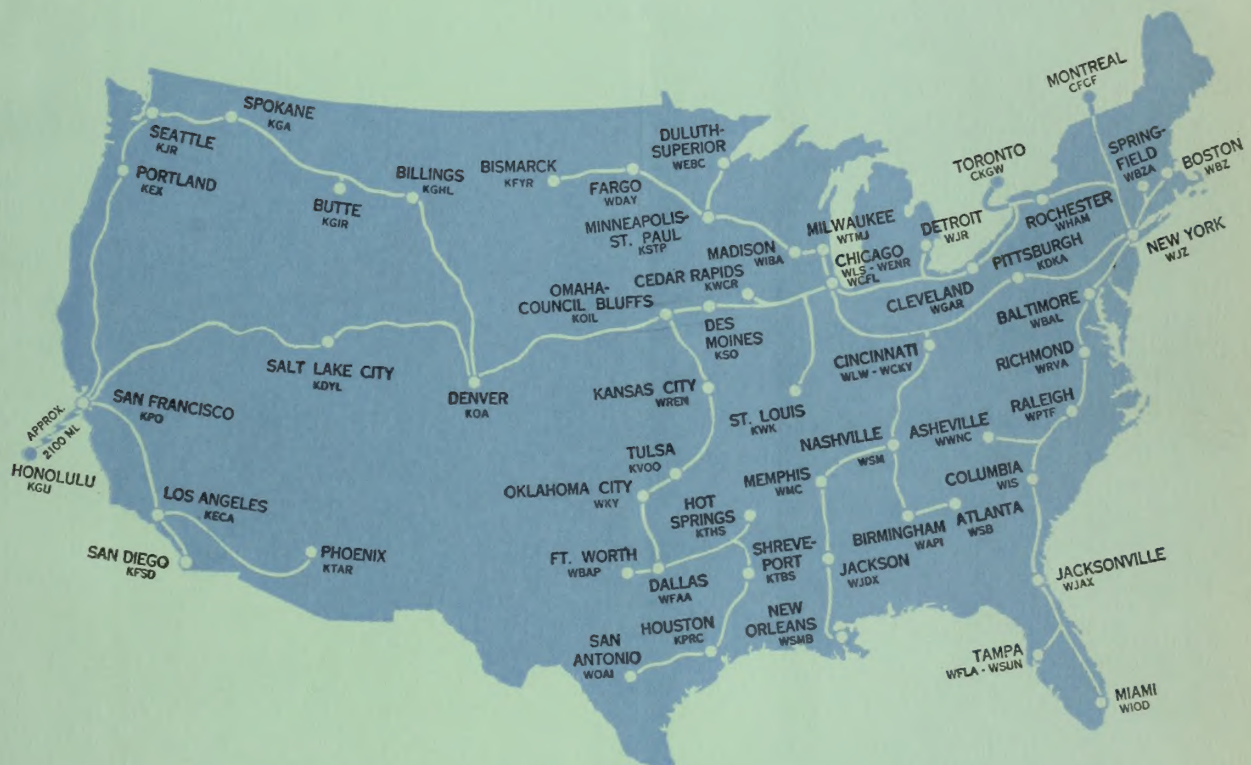 MONTREAL
CFCF
SPOKANE
KGA
SEATTLE
KJR
PORTLAND
KEX
BUTTE
KGIR
BILLINGS
KGHL
BISMARCK
KFYR
FARGO
WDAY
DULUTH-
SUPERIOR
WEBC
MINNEAPOLIS-
ST. PAUL
KSTP
MADISON
WIBA
MILWAUKEE
WTMJ
CHICAGO
WLS - WENR
WCFL
DETROIT
WJR
TORONTO
CKGW
ROCHESTER
WHAM
SPRING-
FIELD
WBZA
BOSTON
WBZ
NEW YORK
WJZ
PITTSBURGH
KDKA
CLEVELAND
WGAR
BALTIMORE
WBAL
RICHMOND
WRVA
RALEIGH
WPTF
CEDAR RAPIDS
KWCR
OMAHA-
COUNCIL BLUFFS
KOIL
DES
MOINES
KSO
CINCINNATI
WLW - WCKY
SALT LAKE CITY
KDYL
DENVER
KOA
KANSAS CITY
WREN
ST. LOUIS
KWK
NASHVILLE
WSM
ASHEVILLE
WWNC
COLUMBIA
WIS
SAN FRANCISCO
KPO
APPROX.
2100 MI.
HONOLULU
KGU
LOS ANGELES
KECA
SAN DIEGO
KFSD
PHOENIX
KTAR
TULSA
KVOO
OKLAHOMA CITY
WKY
HOT
SPRINGS
KTHS
MEMPHIS
WMC
BIRMINGHAM
WAPI
ATLANTA
WSB
FT. WORTH
WBAP
DALLAS
WFAA
SHREVE-
PORT
KTBS
JACKSON
WJDX
JACKSONVILLE
WJAX
HOUSTON
KPRC
SAN
ANTONIO
WOAI
NEW
ORLEANS
WSMB
TAMPA
WFLA - WSUN
MIAMI
WIOD